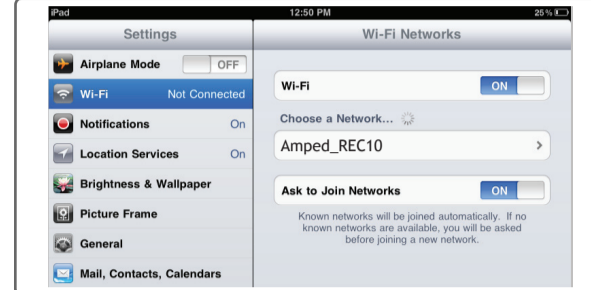 iPad 12:50 PM 25%
Settings
Wi-Fi Networks
Airplane Mode OFF
Wi-Fi Not Connected
Notifications On
Location Services On
Brightness & Wallpaper
Picture Frame
General
Mail, Contacts, Calendars
Wi-Fi ON
Choose a Network...
Amped_REC10
Ask to Join Networks ON
Known networks will be joined automatically. If no
known networks are available, you will be asked
before joining a new network.